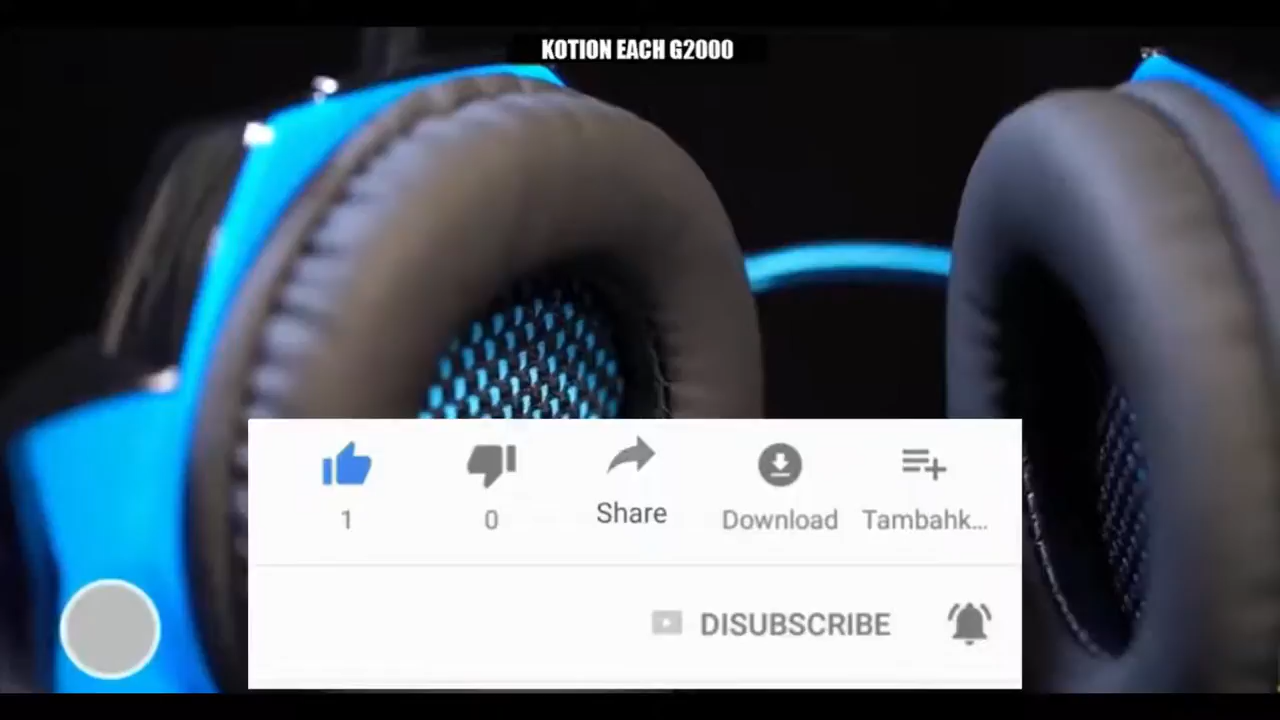 KOTION EACH G2000
1
0
Share
Download
Tambahk...
DISUBSCRIBE